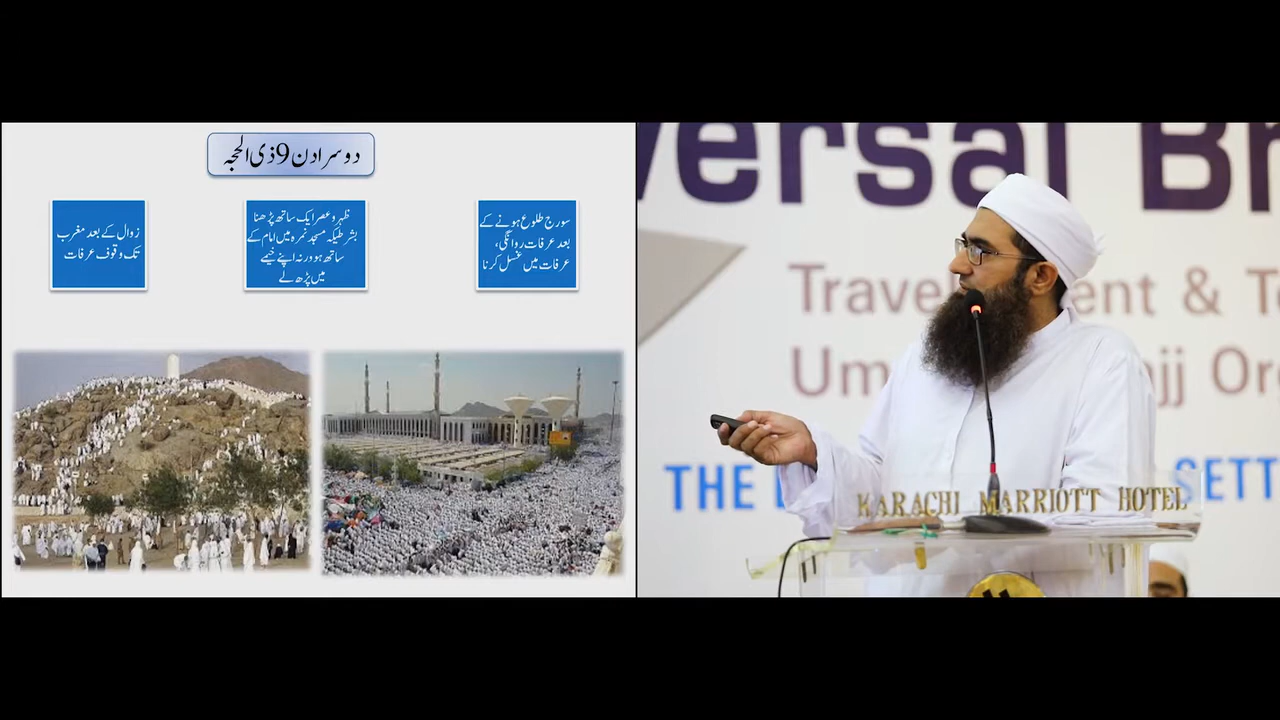 دوسرا دن 9 ذی الحجہ
سورج طلوع ہونے کے
بعد عرفات روانگی،
عرفات میں غسل کرنا
ظہر و عصر ایک ساتھ پڑھنا
بشرطیکہ مسجد نمرہ میں امام کے
ساتھ ہو ورنہ اپنے خیمے
میں پڑھ لے
زوال کے بعد مغرب
تک وقوف عرفات
versal Br
Travel ent & T
Um jj Or
THE SETT
KARACHI MARRIOTT HOTEL